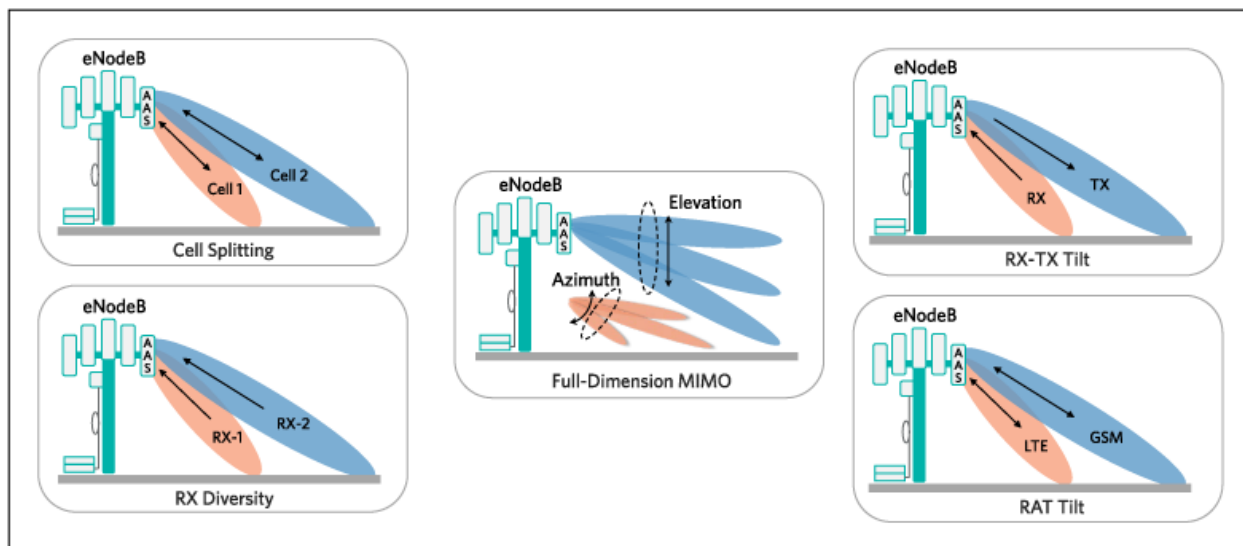 eNodeB
AAS
Cell 1
Cell 2
Cell Splitting
eNodeB
AAS
RX-1
RX-2
RX Diversity
eNodeB
AAS
Elevation
Azimuth
Full-Dimension MIMO
eNodeB
AAS
RX
TX
RX-TX Tilt
eNodeB
AAS
LTE
GSM
RAT Tilt